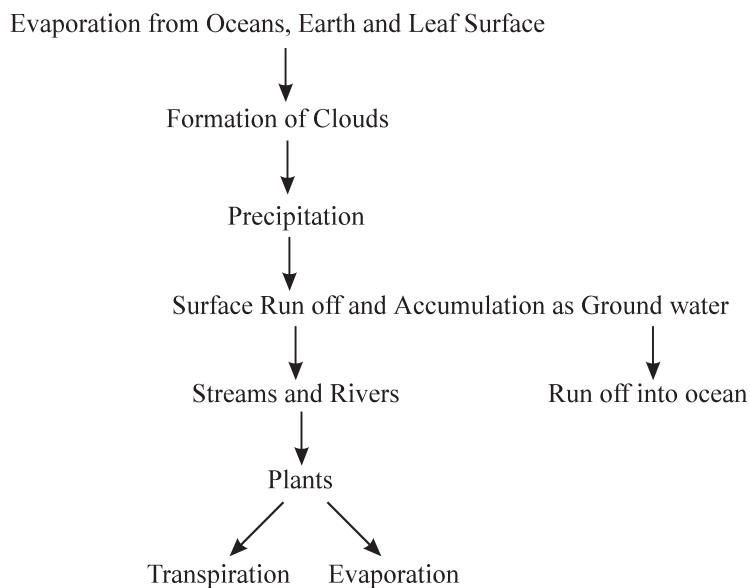 Evaporation from Oceans, Earth and Leaf Surface
Formation of Clouds
Precipitation
Surface Run off and Accumulation as Ground water
Streams and Rivers
Run off into ocean
Plants
Transpiration
Evaporation